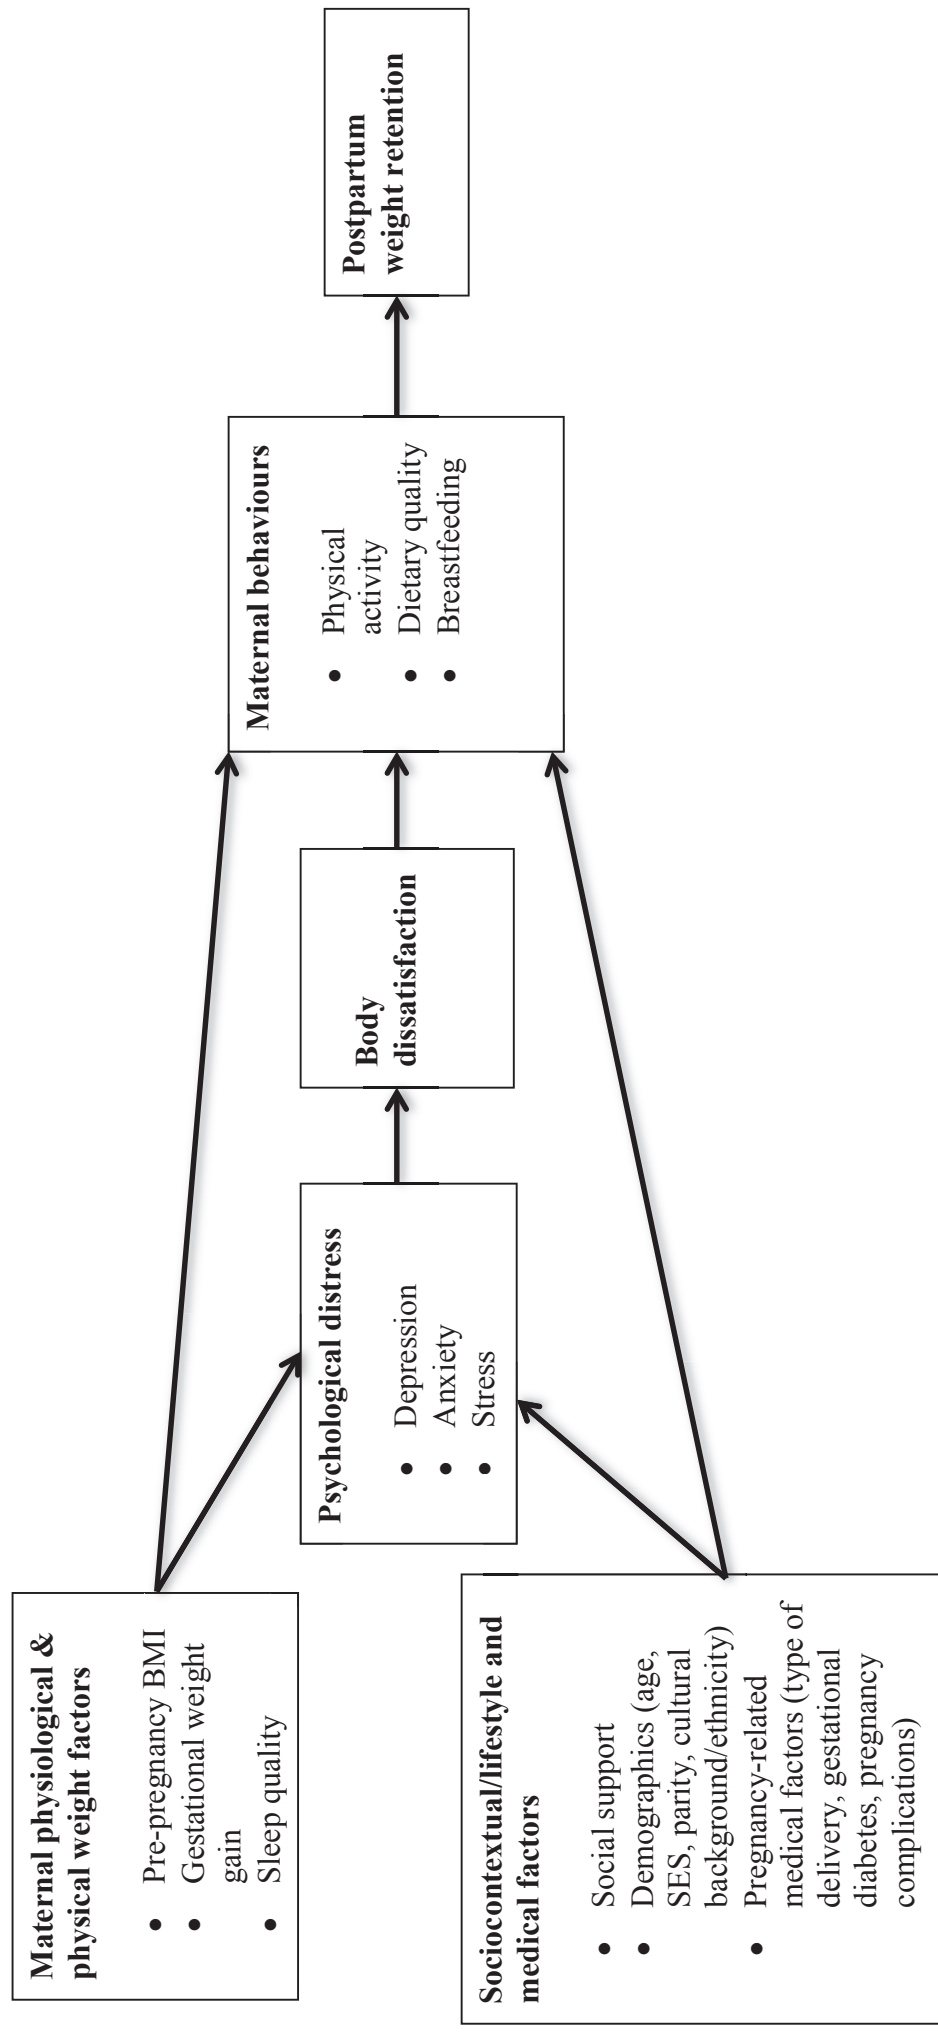 Maternal physiological &
physical weight factors
• Pre-pregnancy BMI
• Gestational weight
gain
• Sleep quality
Sociocontextual/lifestyle and
medical factors
• Social support
• Demographics (age,
SES, parity, cultural
background/ethnicity)
• Pregnancy-related
medical factors (type of
delivery, gestational
diabetes, pregnancy
complications)
Psychological distress
• Depression
• Anxiety
• Stress
Body
dissatisfaction
Maternal behaviours
• Physical
activity
• Dietary quality
• Breastfeeding
Postpartum
weight retention